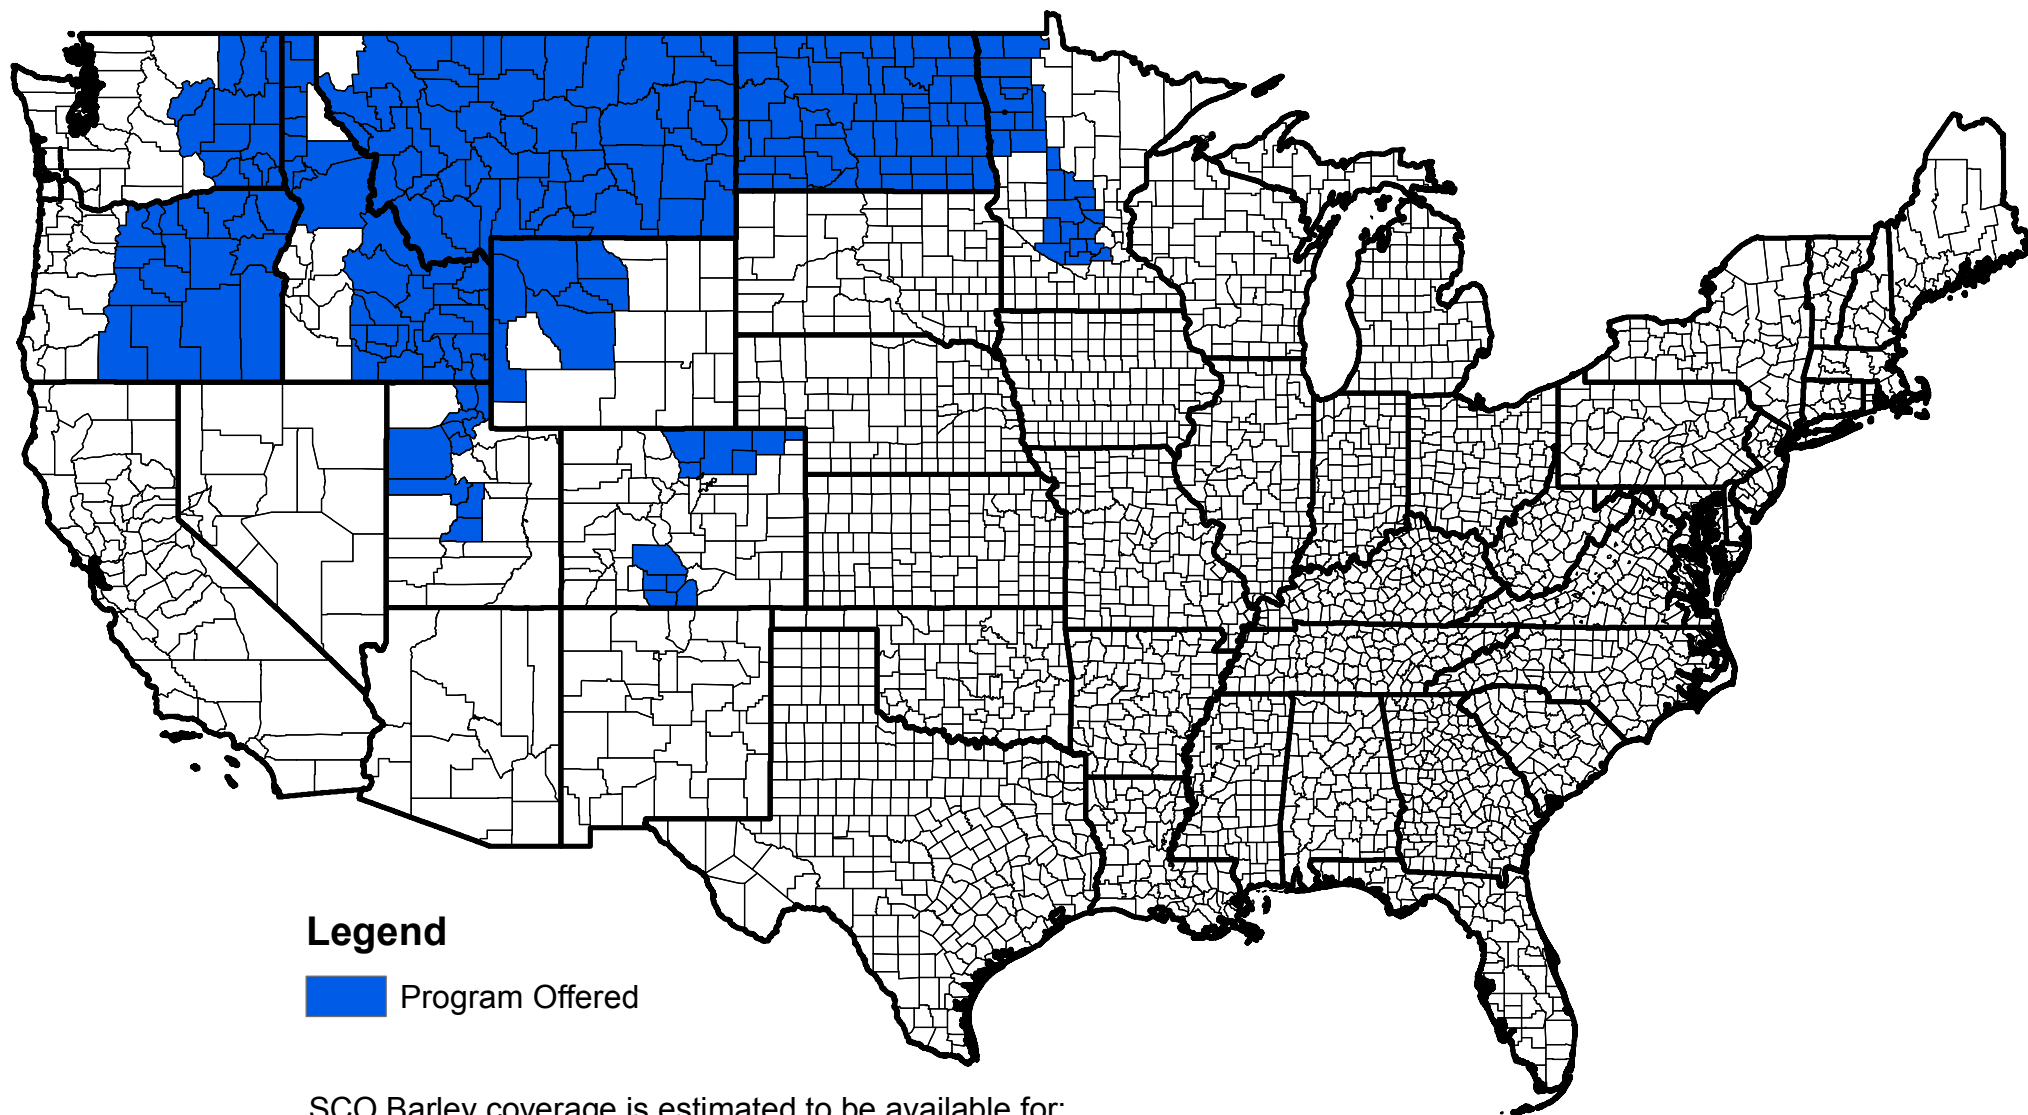 Legend
Program Offered
SCO Barley coverage is estimated to be available for: